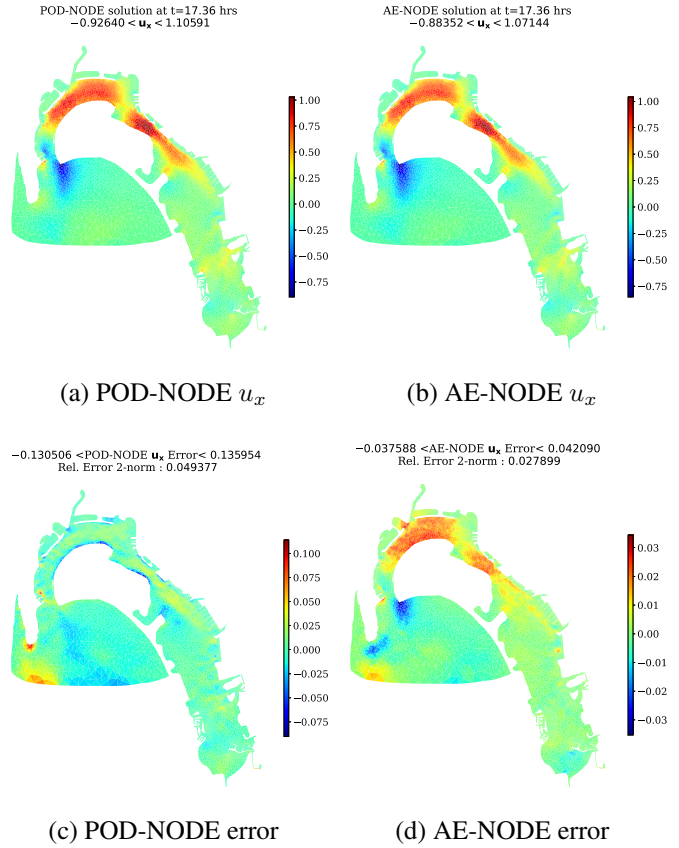 POD-NODE solution at t=17.36 hrs
−0.92640 < u_x < 1.10591
1.00
0.75
0.50
0.25
0.00
−0.25
−0.50
−0.75
(a) POD-NODE u_x
AE-NODE solution at t=17.36 hrs
−0.88352 < u_x < 1.07144
1.00
0.75
0.50
0.25
0.00
−0.25
−0.50
−0.75
(b) AE-NODE u_x
−0.130506 <POD-NODE u_x Error< 0.135954
Rel. Error 2-norm : 0.049377
0.100
0.075
0.050
0.025
0.000
−0.025
−0.050
−0.075
(c) POD-NODE error
−0.037588 <AE-NODE u_x Error< 0.042090
Rel. Error 2-norm : 0.027899
0.03
0.02
0.01
0.00
−0.01
−0.02
−0.03
(d) AE-NODE error